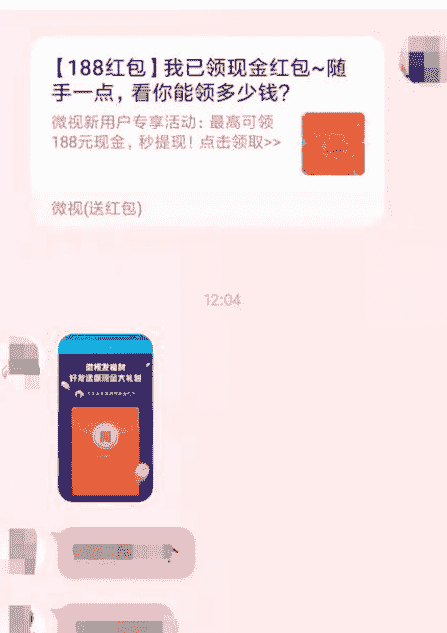 【188红包】我已领现金红包~随
手一点，看你能领多少钱？
微视新用户专享活动：最高可领
188元现金，秒提现！点击领取>>
微视(送红包)
12:04